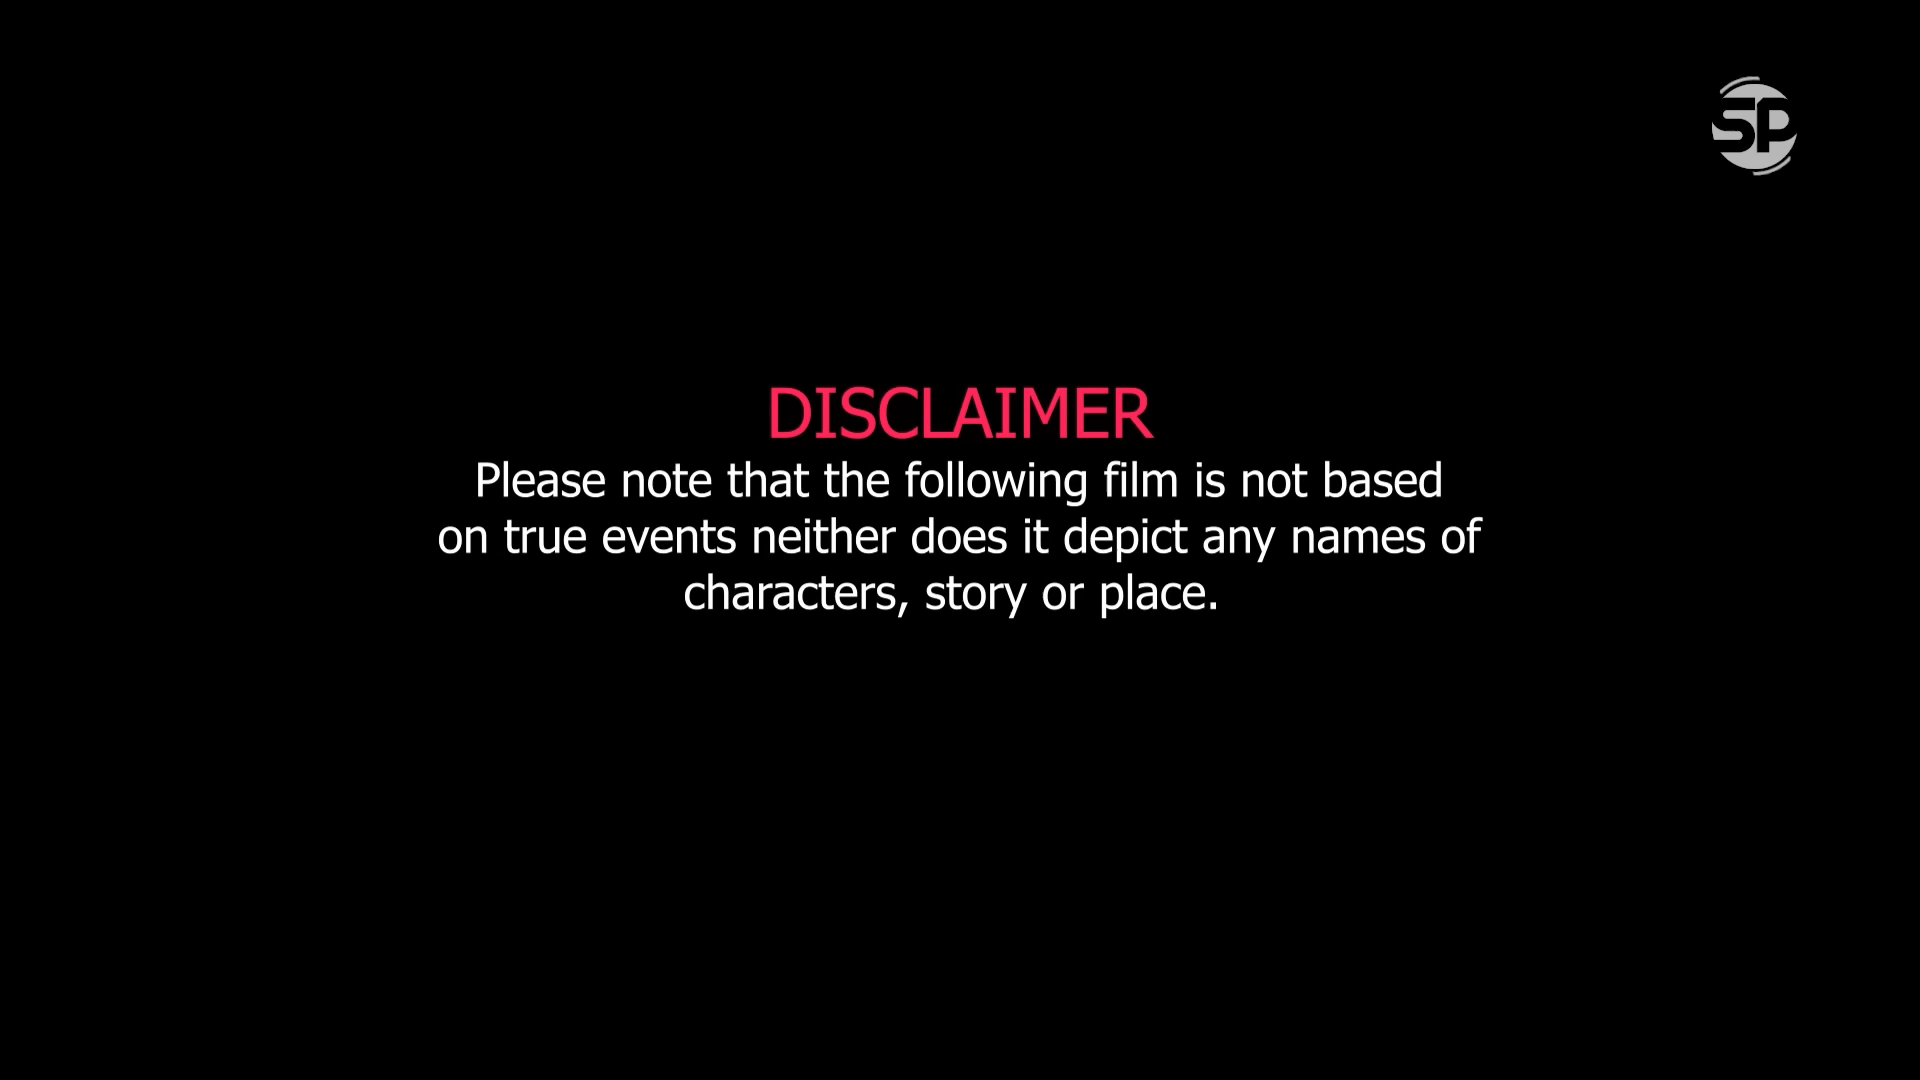 SP
DISCLAIMER
Please note that the following film is not based
on true events neither does it depict any names of
characters, story or place.